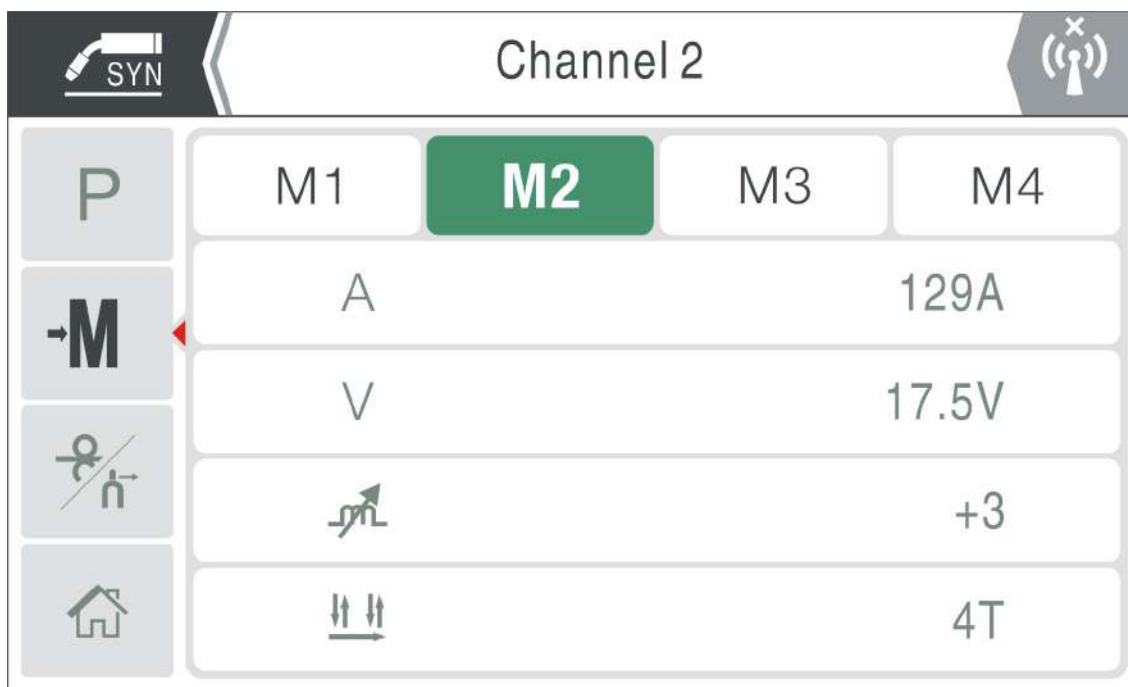 SYN Channel 2
P M1 M2 M3 M4
A 129A
M
V 17.5V
+3
4T